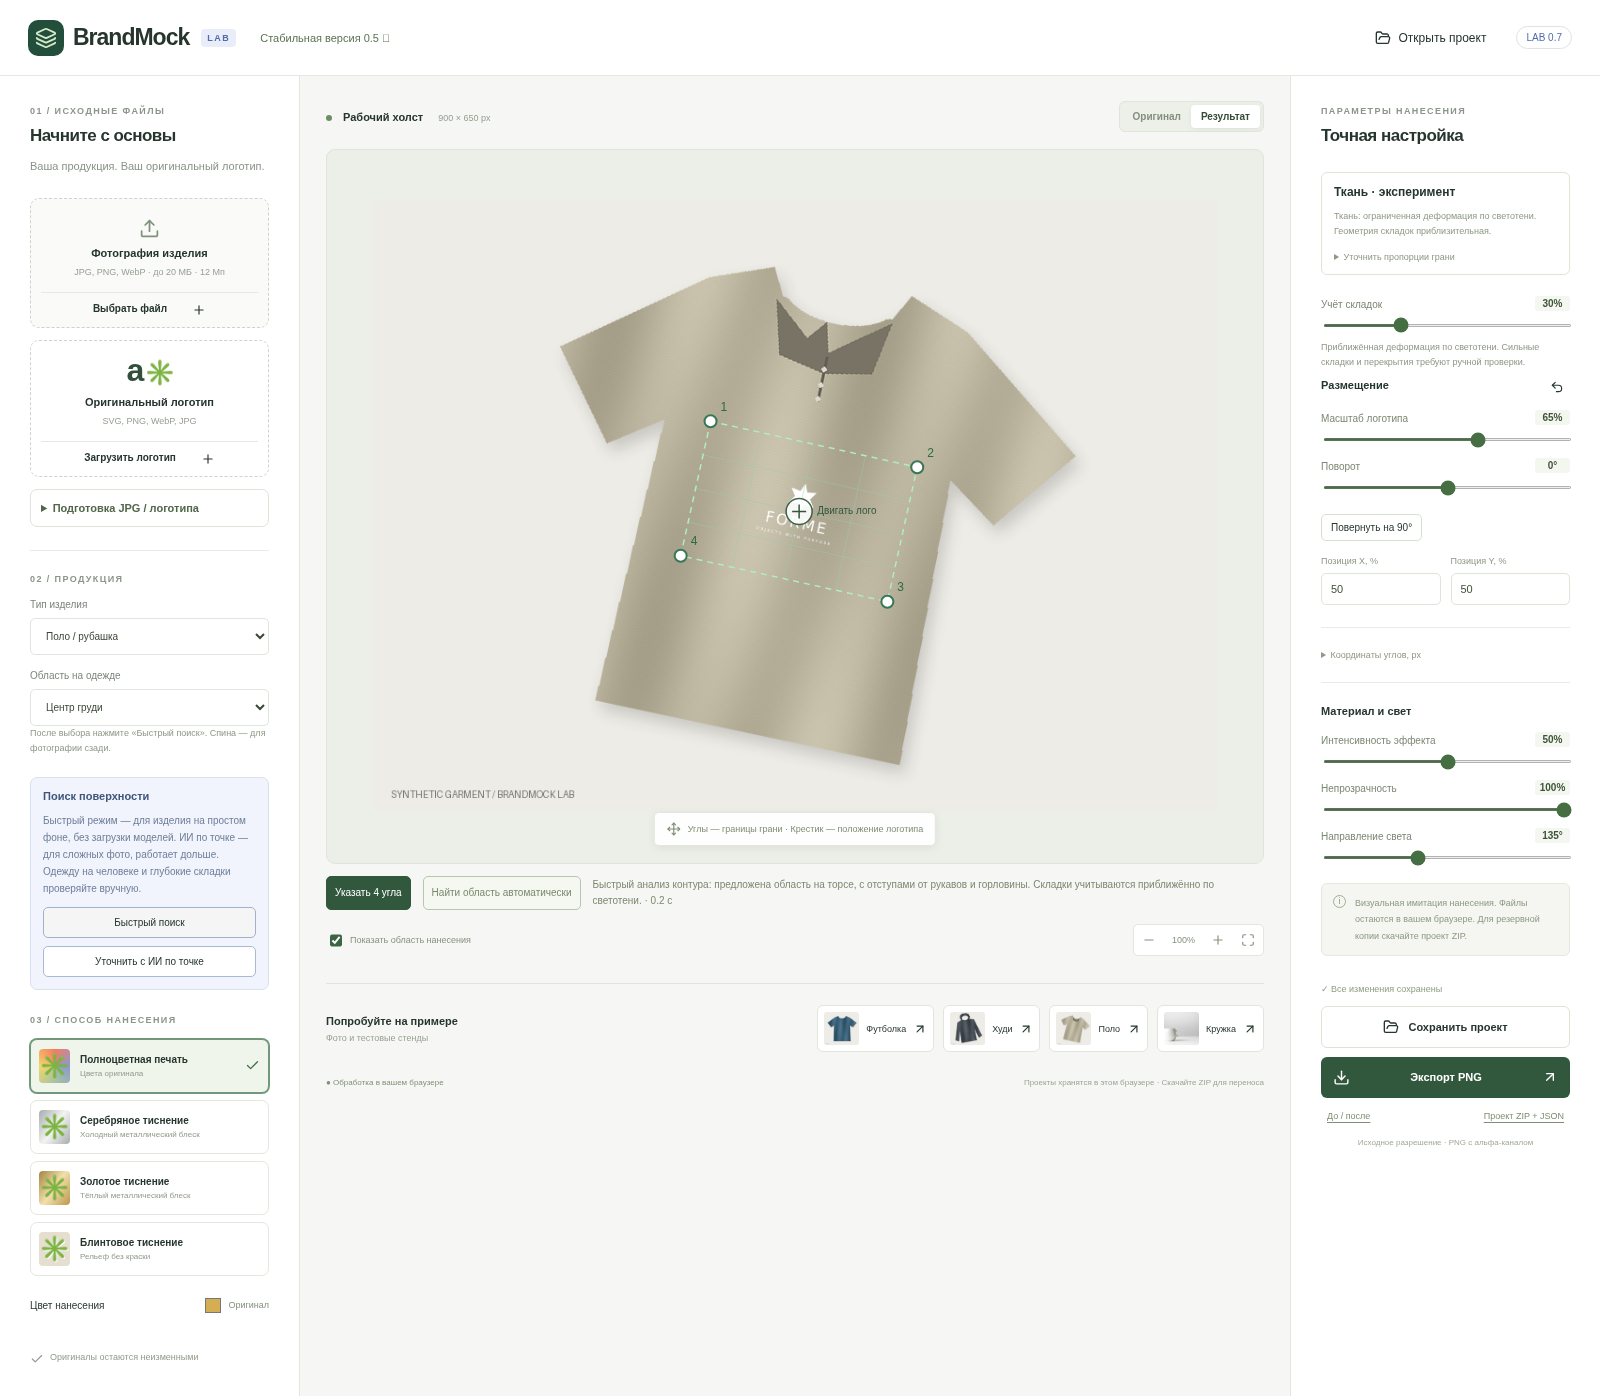 BrandMock LAB Стабильная версия 0.5
Открыть проект
LAB 0.7
01 / ИСХОДНЫЕ ФАЙЛЫ
Начните с основы
Ваша продукция. Ваш оригинальный логотип.
Фотография изделия
JPG, PNG, WebP · до 20 МБ · 12 Мп
Выбрать файл
a
Оригинальный логотип
SVG, PNG, WebP, JPG
Загрузить логотип
Подготовка JPG / логотипа
02 / ПРОДУКЦИЯ
Тип изделия
Поло / рубашка
Область на одежде
Центр груди
После выбора нажмите «Быстрый поиск». Спина — для
фотографии сзади.
Поиск поверхности
Быстрый режим — для изделия на простом
фоне, без загрузки моделей. ИИ по точке —
для сложных фото, работает дольше.
Одежду на человеке и глубокие складки
проверяйте вручную.
Быстрый поиск
Уточнить с ИИ по точке
03 / СПОСОБ НАНЕСЕНИЯ
Полноцветная печать
Цвета оригинала
Серебряное тиснение
Холодный металлический блеск
Золотое тиснение
Тёплый металлический блеск
Блинтовое тиснение
Рельеф без краски
Цвет нанесения
Оригинал
Оригиналы остаются неизменными
Рабочий холст 900 × 650 px
Оригинал Результат
1
2
Двигать лого
OBJECTS WITH PURPOSE
4
3
SYNTHETIC GARMENT / BRANDMOCK LAB
Углы — границы грани · Крестик — положение логотипа
Указать 4 угла
Найти область автоматически
Быстрый анализ контура: предложена область на торсе, с отступами от рукавов и горловины. Складки учитываются приближённо по
светотени. · 0.2 с
Показать область нанесения
100%
Попробуйте на примере
Фото и тестовые стенды
Футболка
Худи
Поло
Кружка
● Обработка в вашем браузере
Проекты хранятся в этом браузере · Скачайте ZIP для переноса
ПАРАМЕТРЫ НАНЕСЕНИЯ
Точная настройка
Ткань · эксперимент
Ткань: ограниченная деформация по светотени.
Геометрия складок приблизительная.
Уточнить пропорции грани
Учёт складок 30%
Приближённая деформация по светотени. Сильные
складки и перекрытия требуют ручной проверки.
Размещение
Масштаб логотипа 65%
Поворот 0°
Повернуть на 90°
Позиция X, % Позиция Y, %
50 50
Координаты углов, px
Материал и свет
Интенсивность эффекта 50%
Непрозрачность 100%
Направление света 135°
Визуальная имитация нанесения. Файлы
остаются в вашем браузере. Для резервной
копии скачайте проект ZIP.
✓ Все изменения сохранены
Сохранить проект
Экспорт PNG
До / после Проект ZIP + JSON
Исходное разрешение · PNG с альфа-каналом